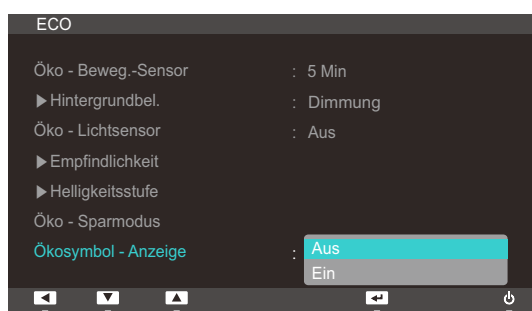 ECO
Öko - Beweg.-Sensor : 5 Min
▶Hintergrundbel. : Dimmung
Öko - Lichtsensor : Aus
▶Empfindlichkeit
▶Helligkeitsstufe
Öko - Sparmodus
Ökosymbol - Anzeige : Aus
Ein